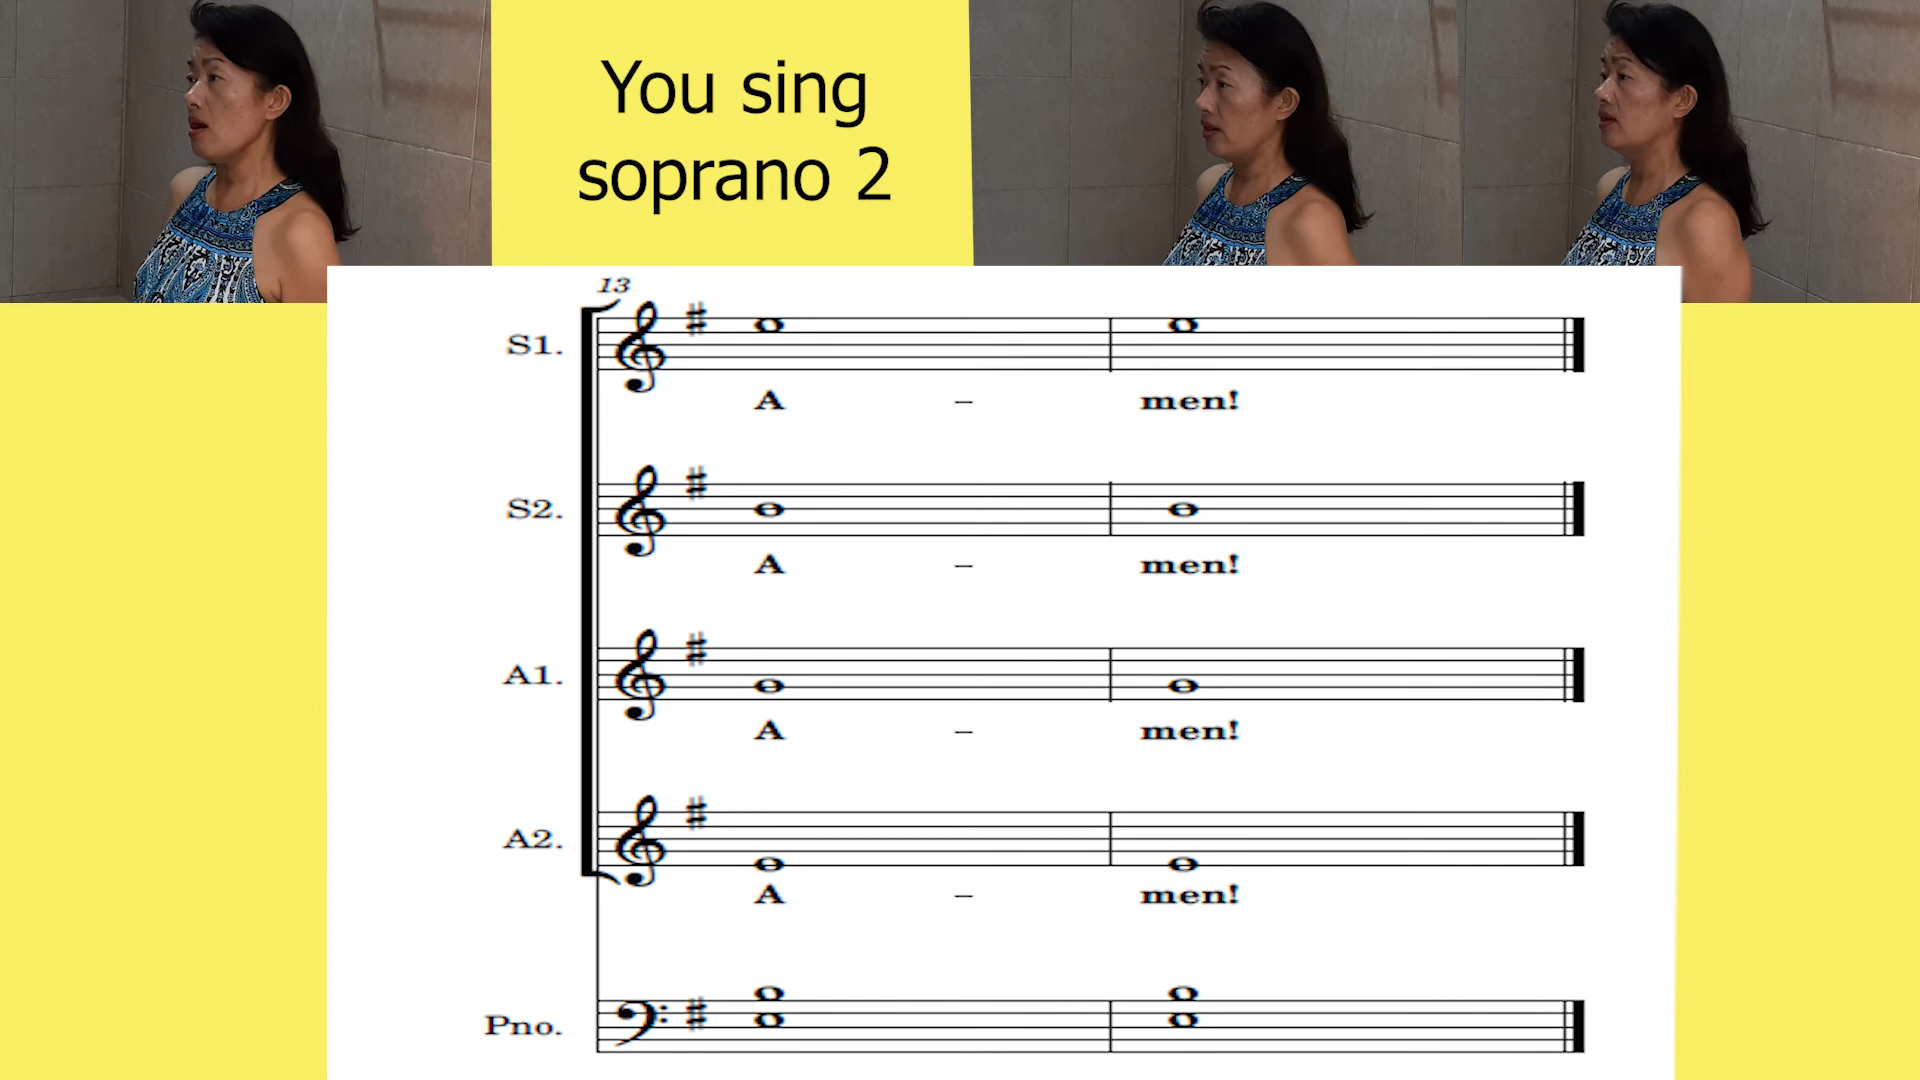 You sing
soprano 2
13
S1.
A – men!
S2.
A – men!
A1.
A – men!
A2.
A – men!
Pno.